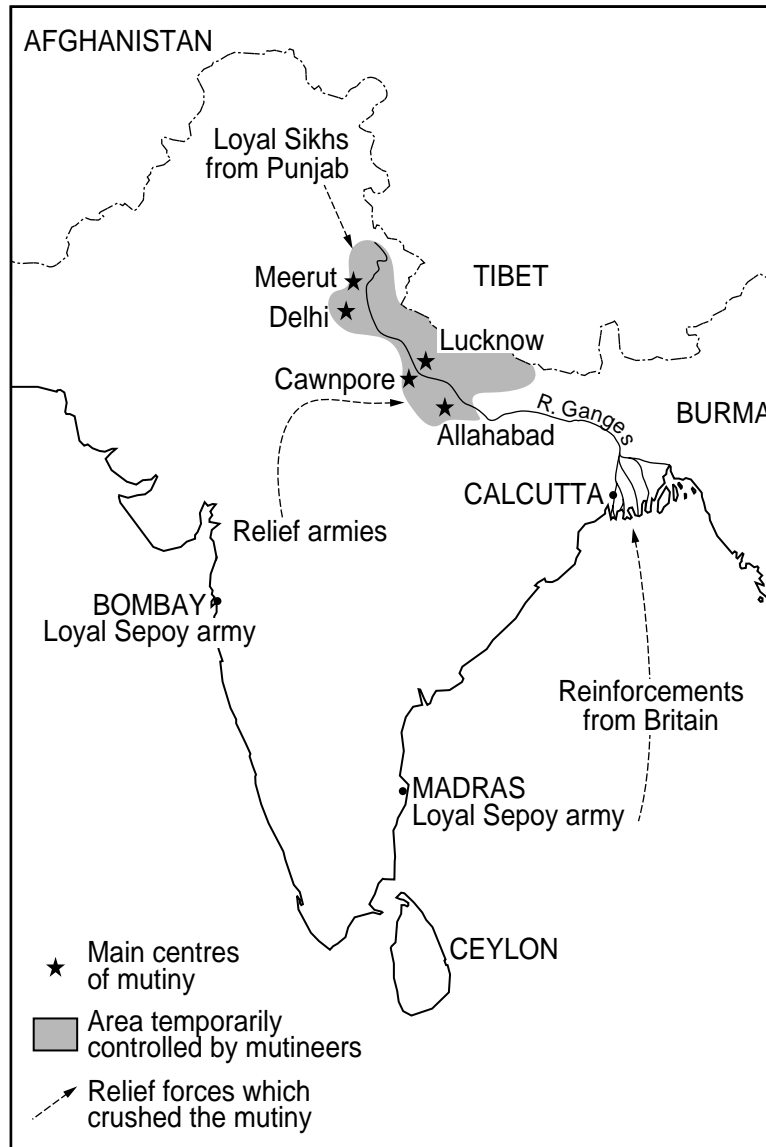 AFGHANISTAN
Loyal Sikhs
from Punjab
Meerut
TIBET
Delhi
Lucknow
Cawnpore
R. Ganges
BURMA
Allahabad
CALCUTTA
Relief armies
BOMBAY
Loyal Sepoy army
Reinforcements
from Britain
MADRAS
Loyal Sepoy army
CEYLON
Main centres
of mutiny
Area temporarily
controlled by mutineers
Relief forces which
crushed the mutiny